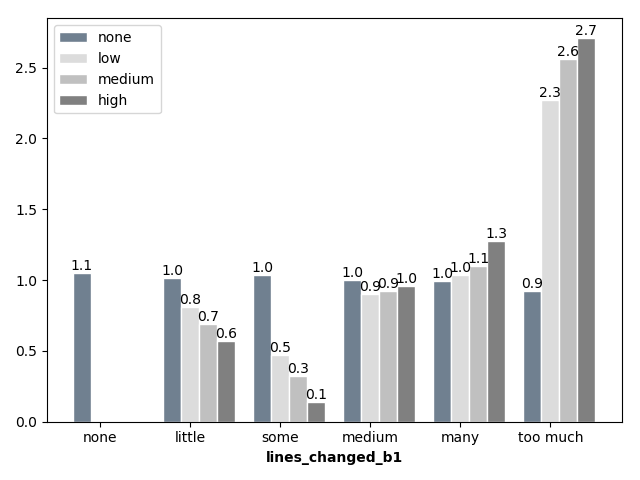 none
low
medium
high
2.5
2.0
1.5
1.0
0.5
0.0
1.1
1.0 0.8 0.7 0.6
1.0 0.5 0.3 0.1
1.0 0.9 0.9 1.0
1.0 1.0 1.1 1.3
0.9 2.3 2.6 2.7
none little some medium many too much
lines_changed_b1